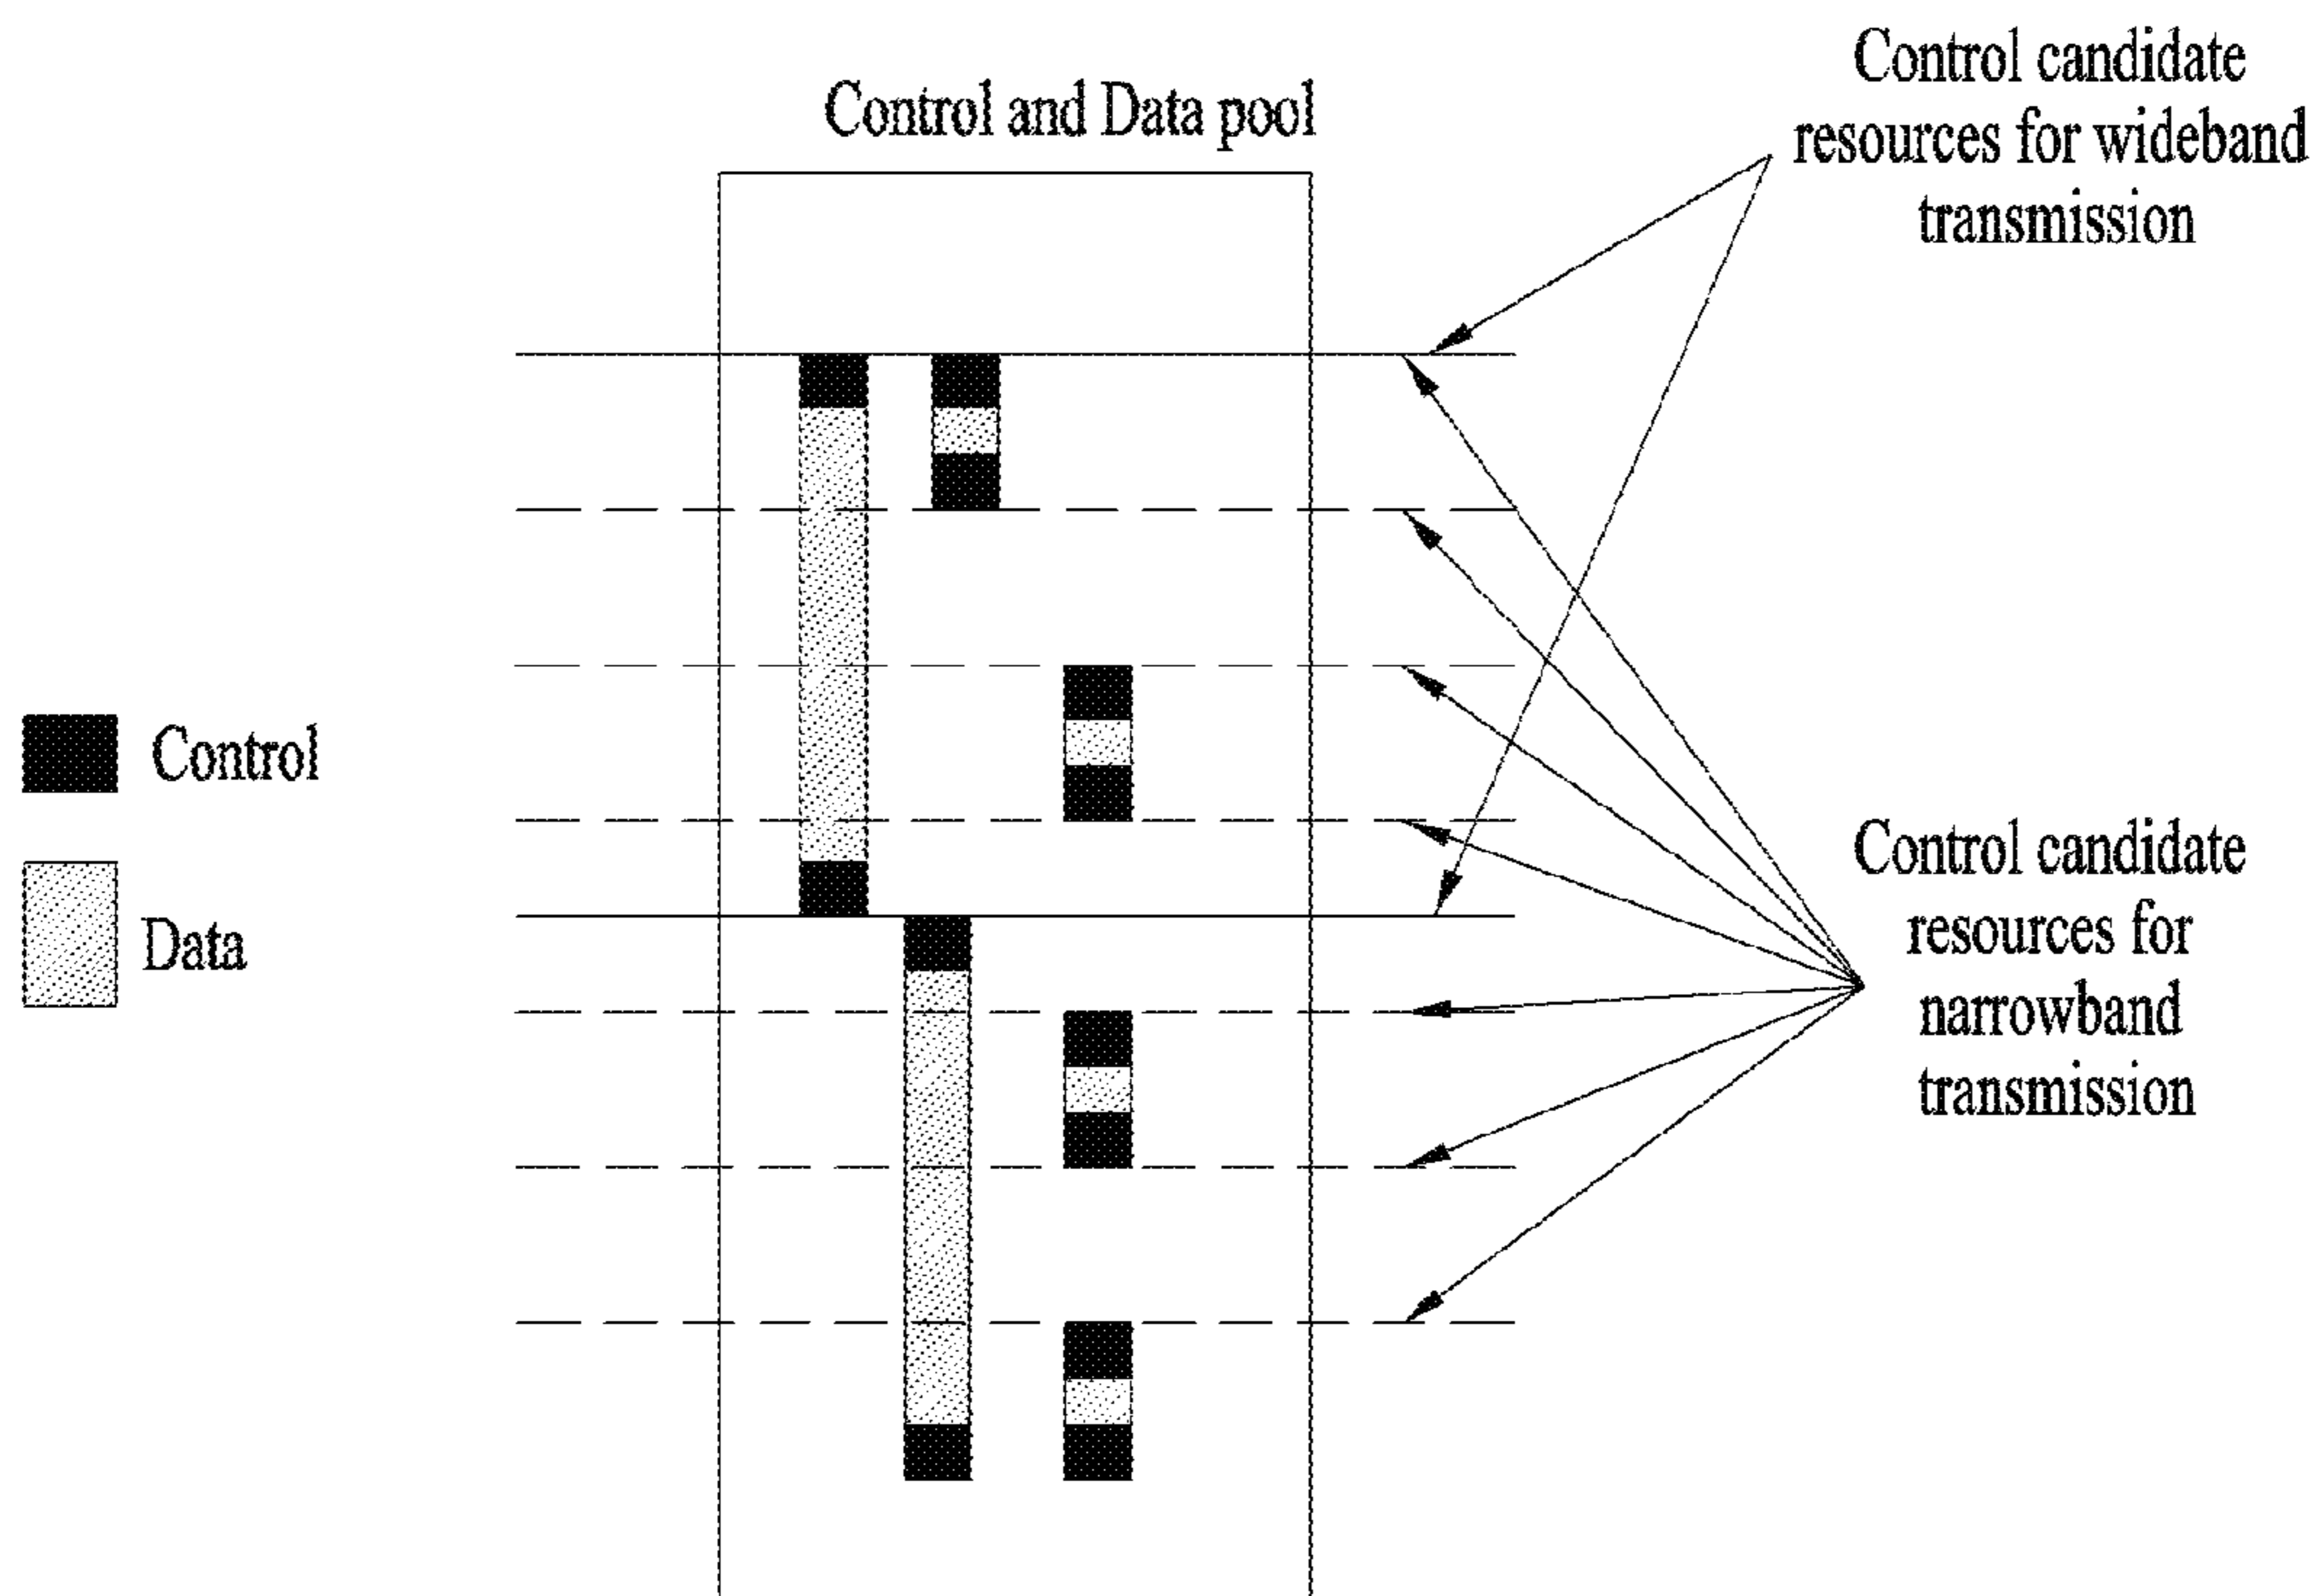 Control and Data pool
Control candidate
resources for wideband
transmission
Control
Data
Control candidate
resources for
narrowband
transmission